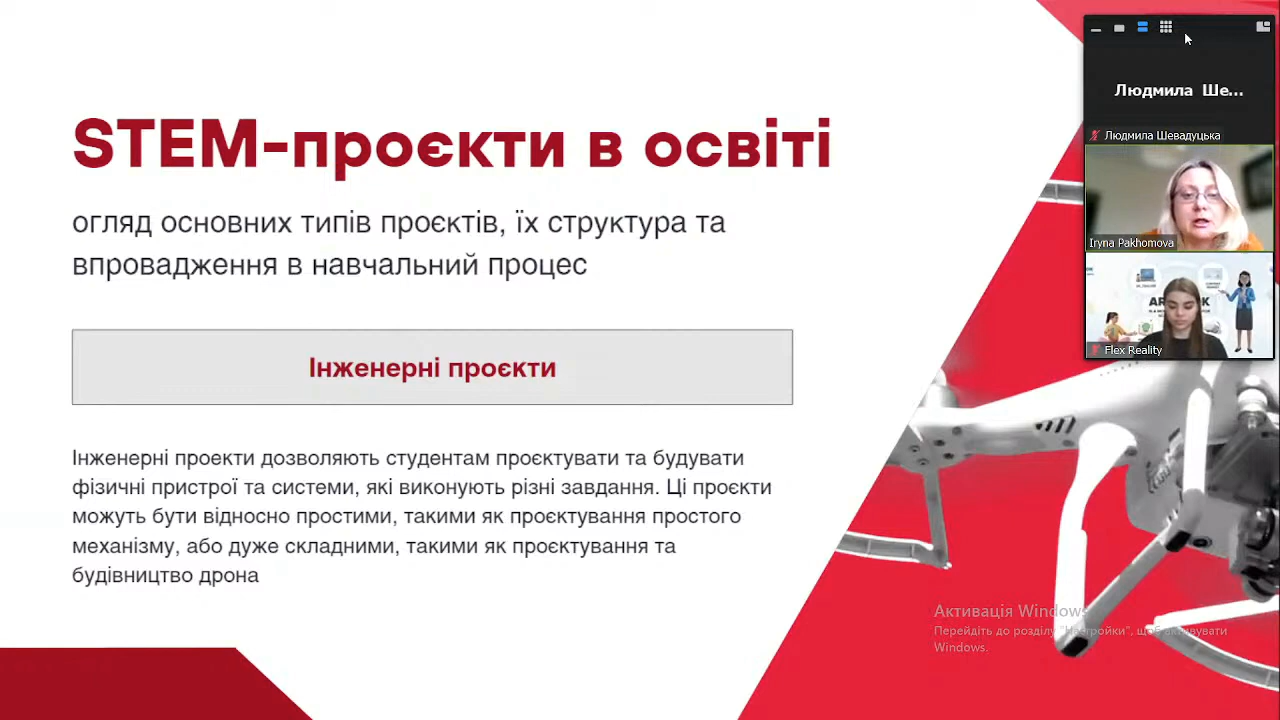 STEM-проєкти в освіті
огляд основних типів проєктів, їх структура та
впровадження в навчальний процес
Інженерні проєкти
Інженерні проекти дозволяють студентам проєктувати та будувати
фізичні пристрої та системи, які виконують різні завдання. Ці проєкти
можуть бути відносно простими, такими як проєктування простого
механізму, або дуже складними, такими як проєктування та
будівництво дрона
Людмила Ше...
Людмила Шевадуцька
Iryna Pakhomova
Flex Reality
Активація Windows
Перейдіть до розділу "Настройки", щоб активувати
Windows.